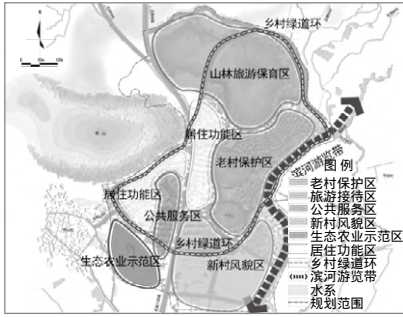 乡村绿道环
山林旅游保育区
居住功能区
老村保护区
滨河游览带
居住功能区
公共服务区
乡村绿道环
生态农业示范区
新村风貌区
图 例
老村保护区
旅游接待区
公共服务区
新村风貌区
生态农业示范区
居住功能区
乡村绿道环
滨河游览带
水系
规划范围